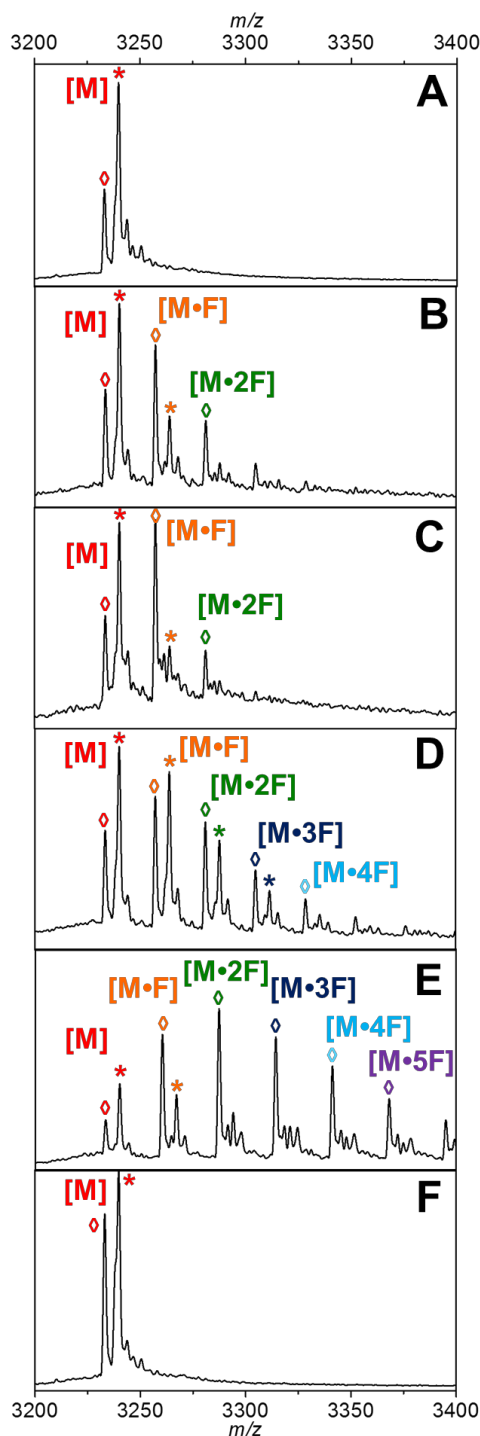 m/z
3200 3250 3300 3350 3400
[M] * A
◊
[M] * B
[M•F]
◊ ◊
[M•2F]
* ◊
* C
◊ [M•F]
[M]
◊ [M•2F]
* ◊
[M] * D
* [M•F]
◊ ◊ [M•2F]
◊ * [M•3F]
◊ * [M•4F]
◊
[M•2F] E
[M•F] ◊ [M•3F]
◊ ◊ [M•4F]
[M] * ◊ [M•5F]
◊ * ◊
[M] * F
◊
3200 3250 3300 3350 3400
m/z